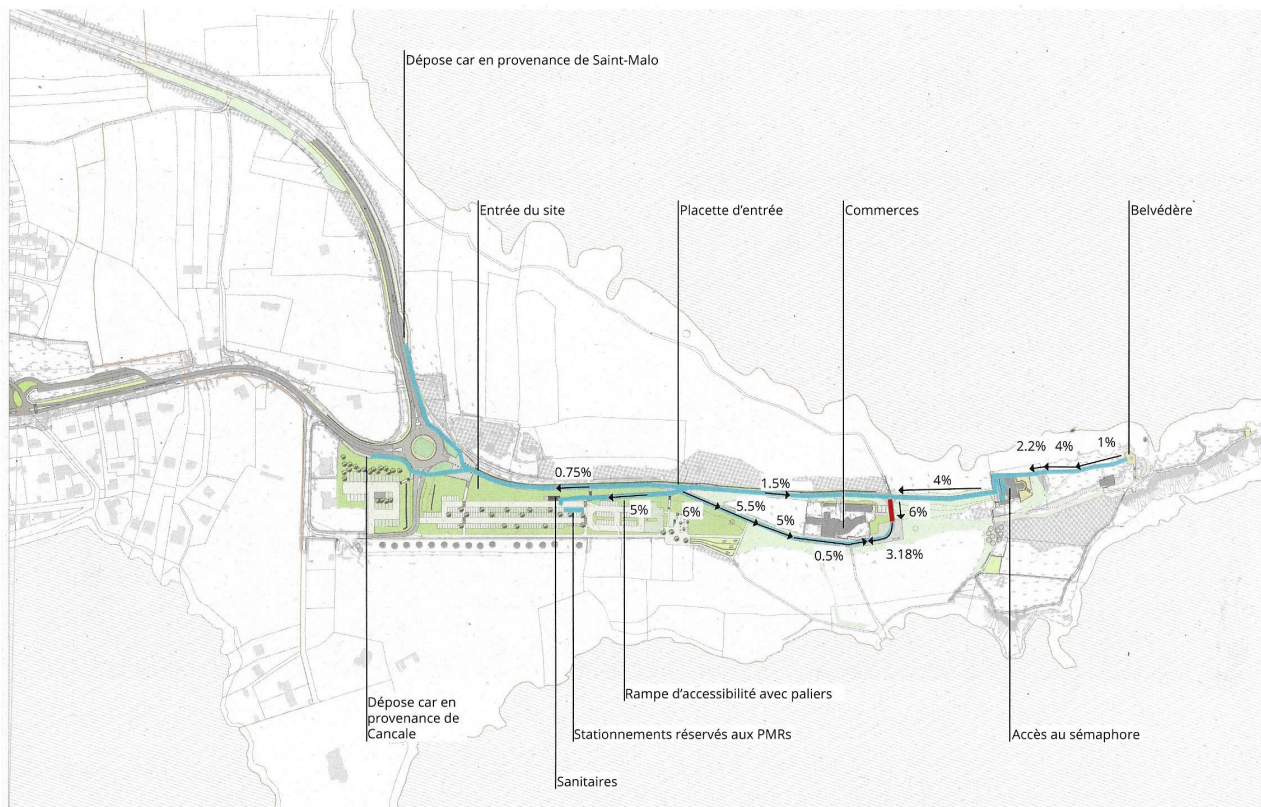 Dépose car en provenance de Saint-Malo
Entrée du site
Placette d'entrée
Commerces
Belvédère
1%
4%
2.2%
4%
0.75%
1.5%
5%
6%
5.5%
5%
6%
0.5%
3.18%
Rampe d'accessibilité avec paliers
Dépose car en
provenance de
Cancale
Stationnements réservés aux PMRs
Accès au sémaphore
Sanitaires